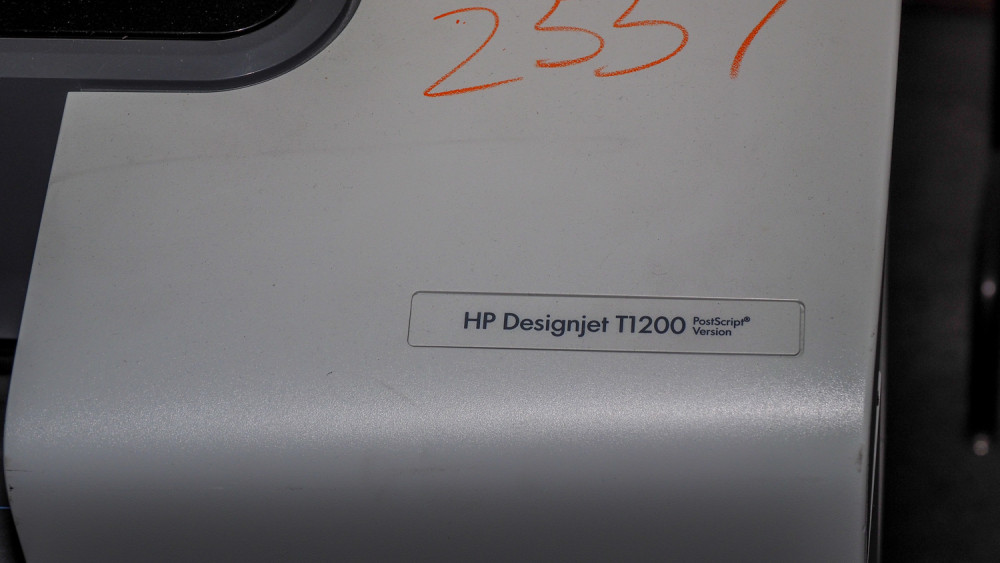 255
HP Designjet T1200 PostScript®
Version